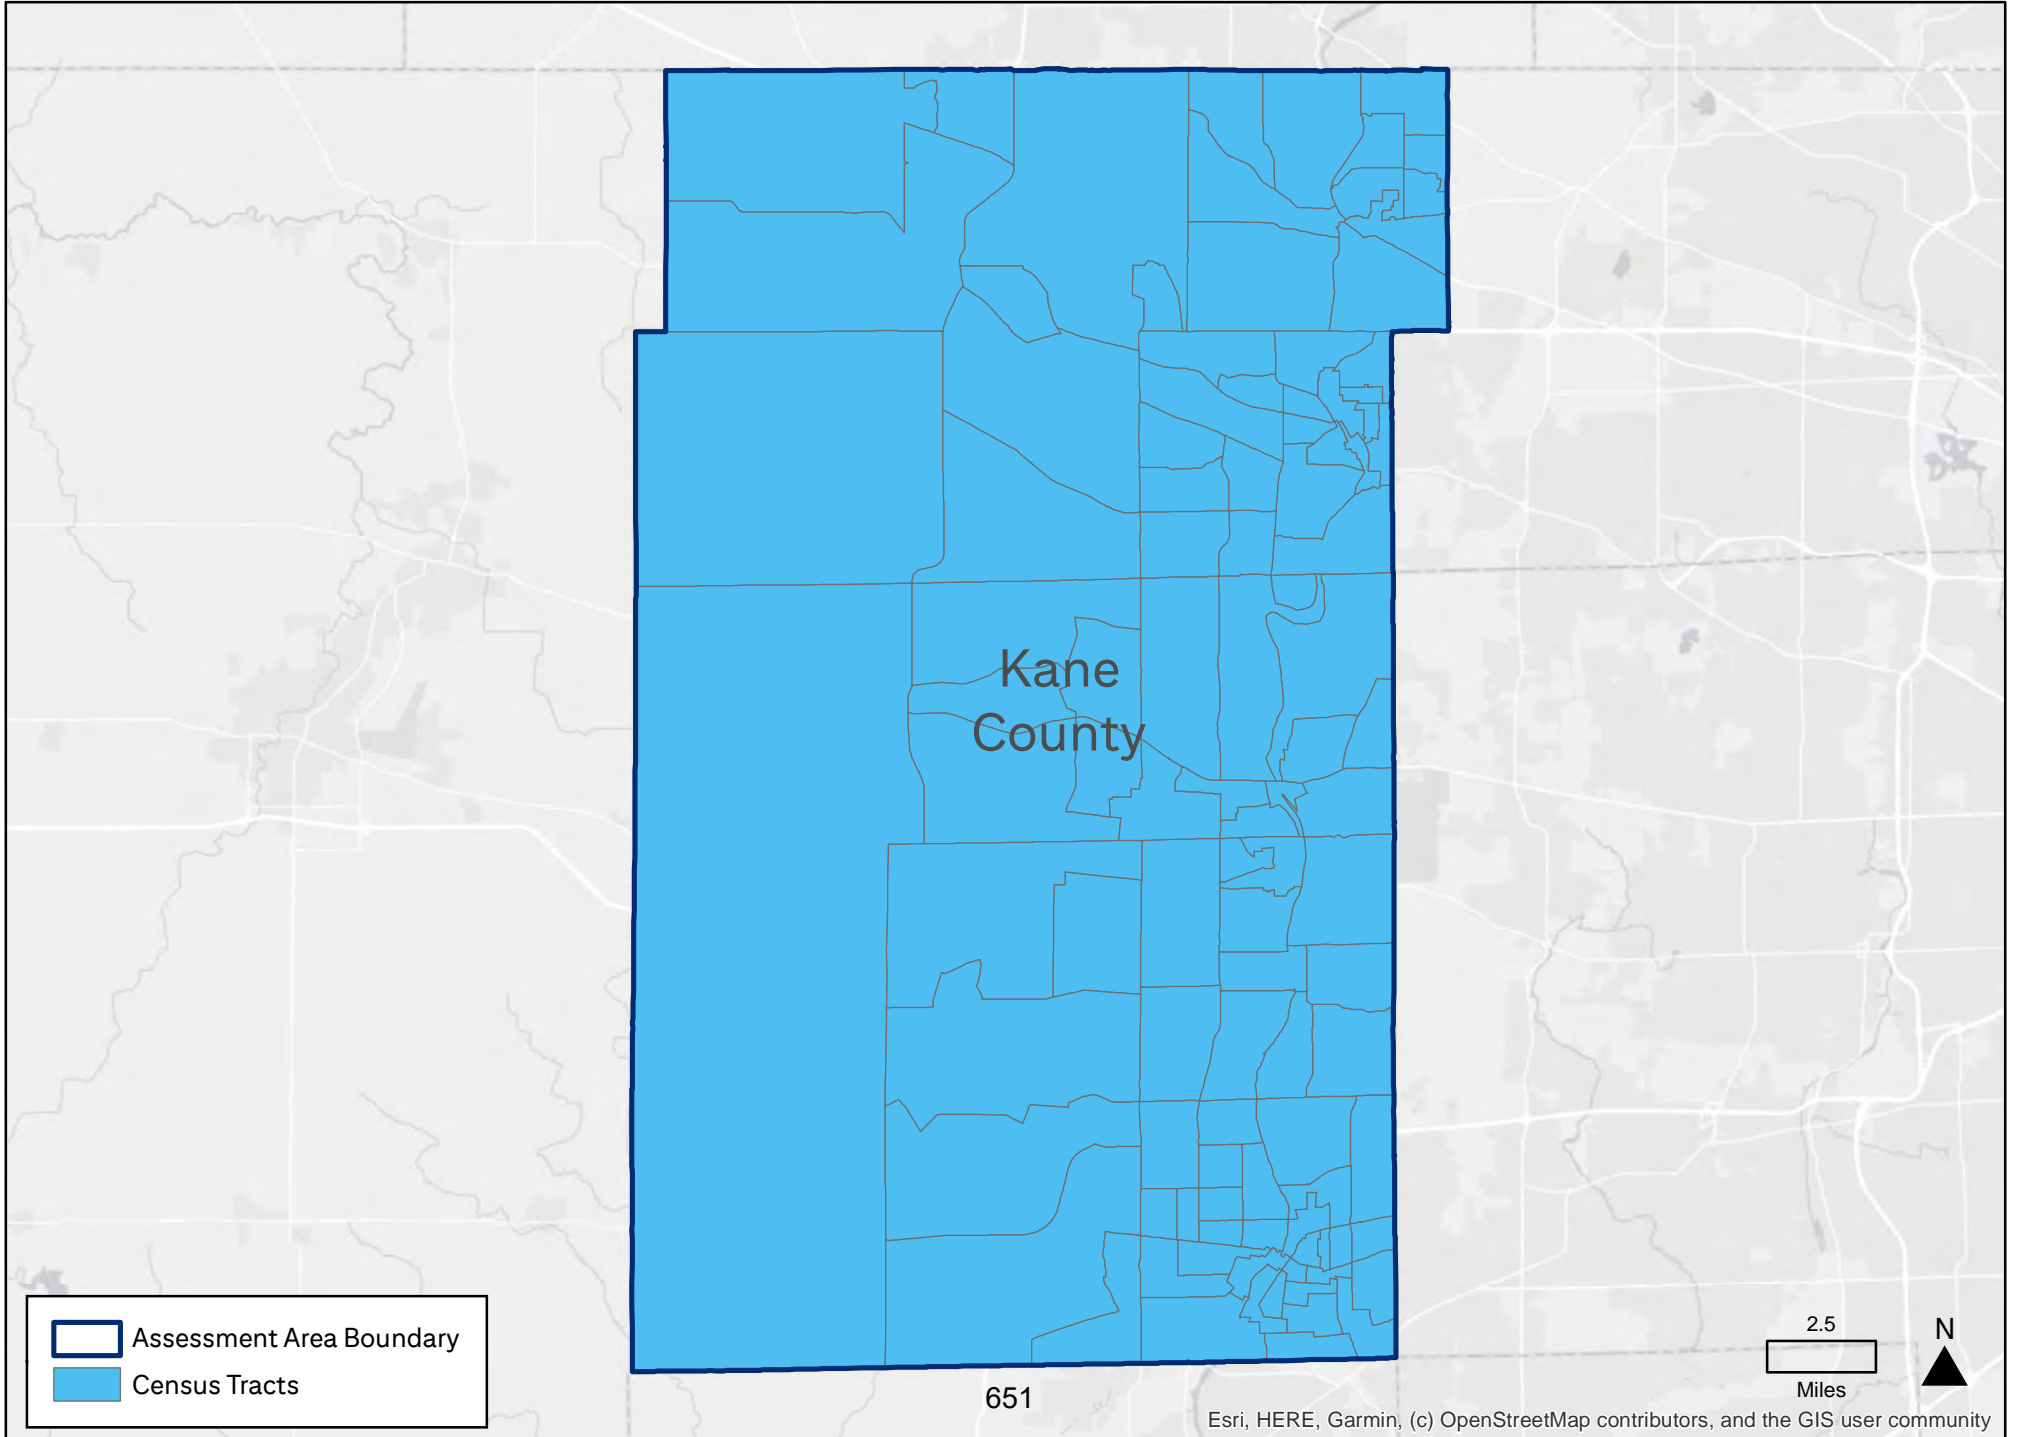 Kane
County
Assessment Area Boundary
Census Tracts
651
2.5
Miles
N
Esri, HERE, Garmin, (c) OpenStreetMap contributors, and the GIS user community